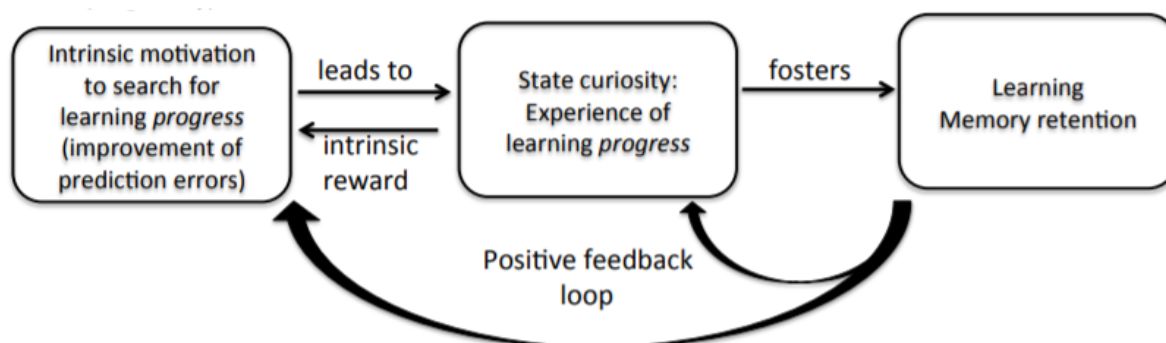 Intrinsic motivation
to search for
learning progress
(improvement of
prediction errors)
leads to
intrinsic
reward
State curiosity:
Experience of
learning progress
fosters
Learning
Memory retention
Positive feedback
loop